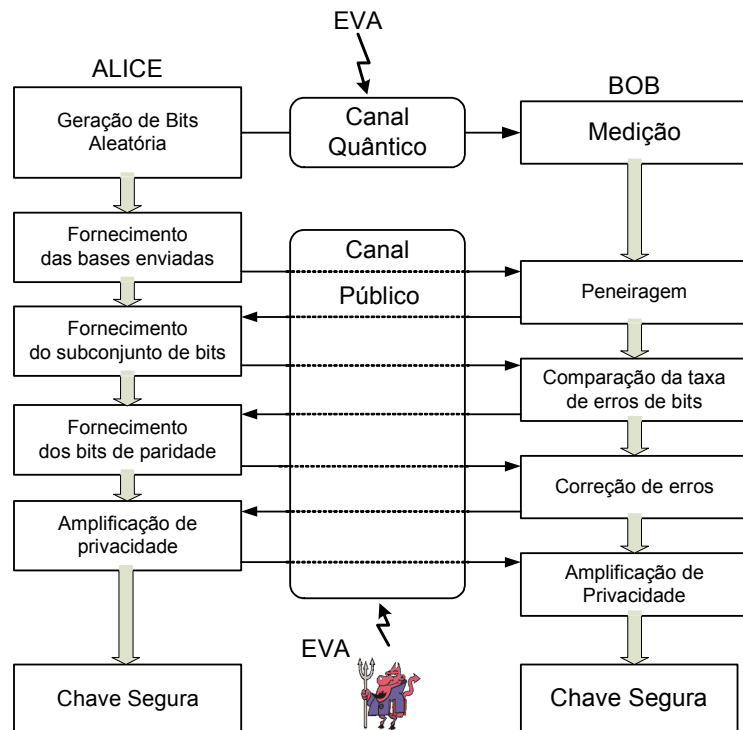 EVA
ALICE
BOB
Geração de Bits
Aleatória
Canal
Quântico
Medição
Fornecimento
das bases enviadas
Canal
Público
Peneiragem
Fornecimento
do subconjunto de bits
Comparação da taxa
de erros de bits
Fornecimento
dos bits de paridade
Correção de erros
Amplificação de
privacidade
Amplificação de
Privacidade
EVA
Chave Segura
Chave Segura